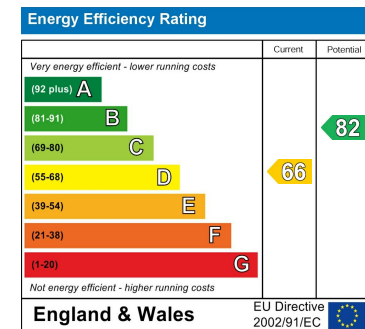 Energy Efficiency Rating
Current Potential
Very energy efficient - lower running costs
(92 plus) A
(81-91) B
82
(69-80) C
(55-68) D
66
(39-54) E
(21-38) F
(1-20) G
Not energy efficient - higher running costs
England & Wales
EU Directive
2002/91/EC